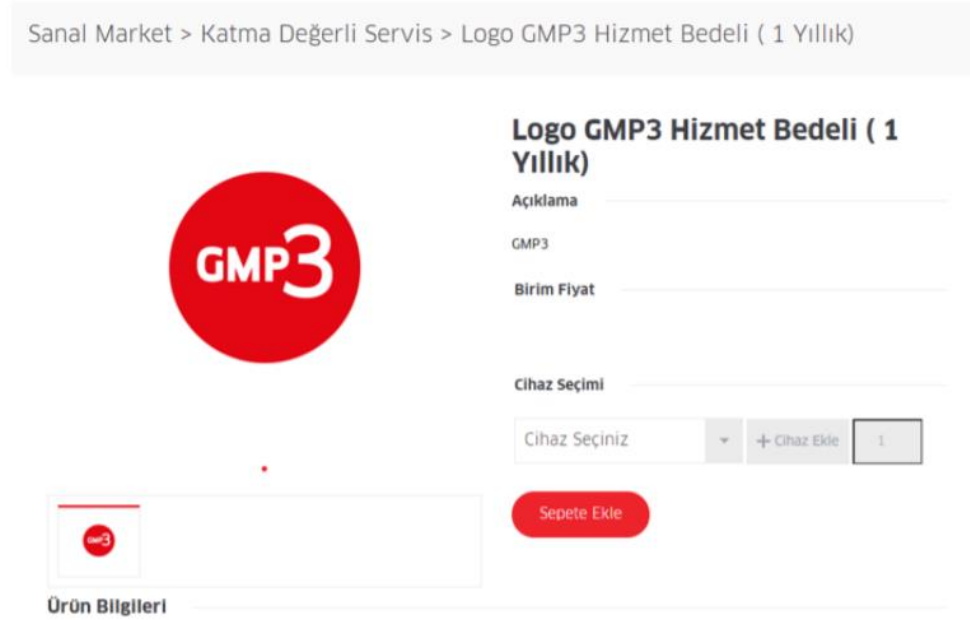 Sanal Market > Katma Değerli Servis > Logo GMP3 Hizmet Bedeli ( 1 Yıllık)
Logo GMP3 Hizmet Bedeli ( 1
Yıllık)
Açıklama
GMP3
GMP3
Birim Fiyat
Cihaz Seçimi
Cihaz Seçiniz
+ Cihaz Ekle
1
Sepete Ekle
GMP3
Ürün Bilgileri